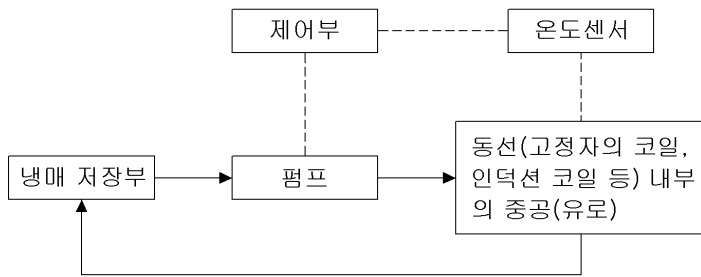 제어부
온도센서
냉매 저장부
펌프
동선(고정자의 코일,
인덕션 코일 등) 내부
의 중공(유로)